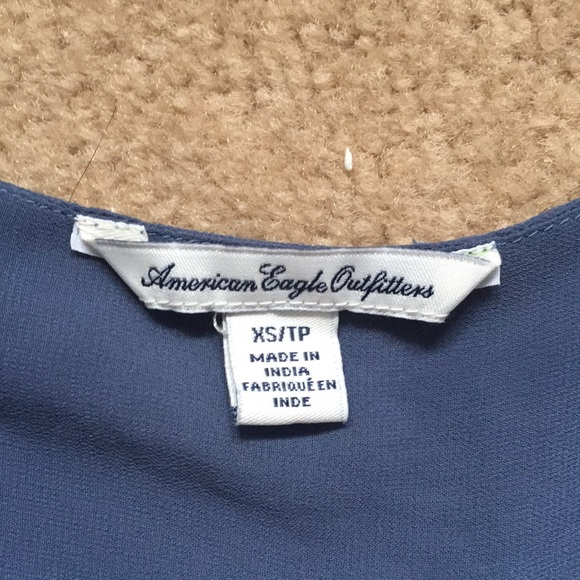 American Eagle Outfitters
XS/TP
MADE IN
INDIA
FABRIQUÉ EN
INDE